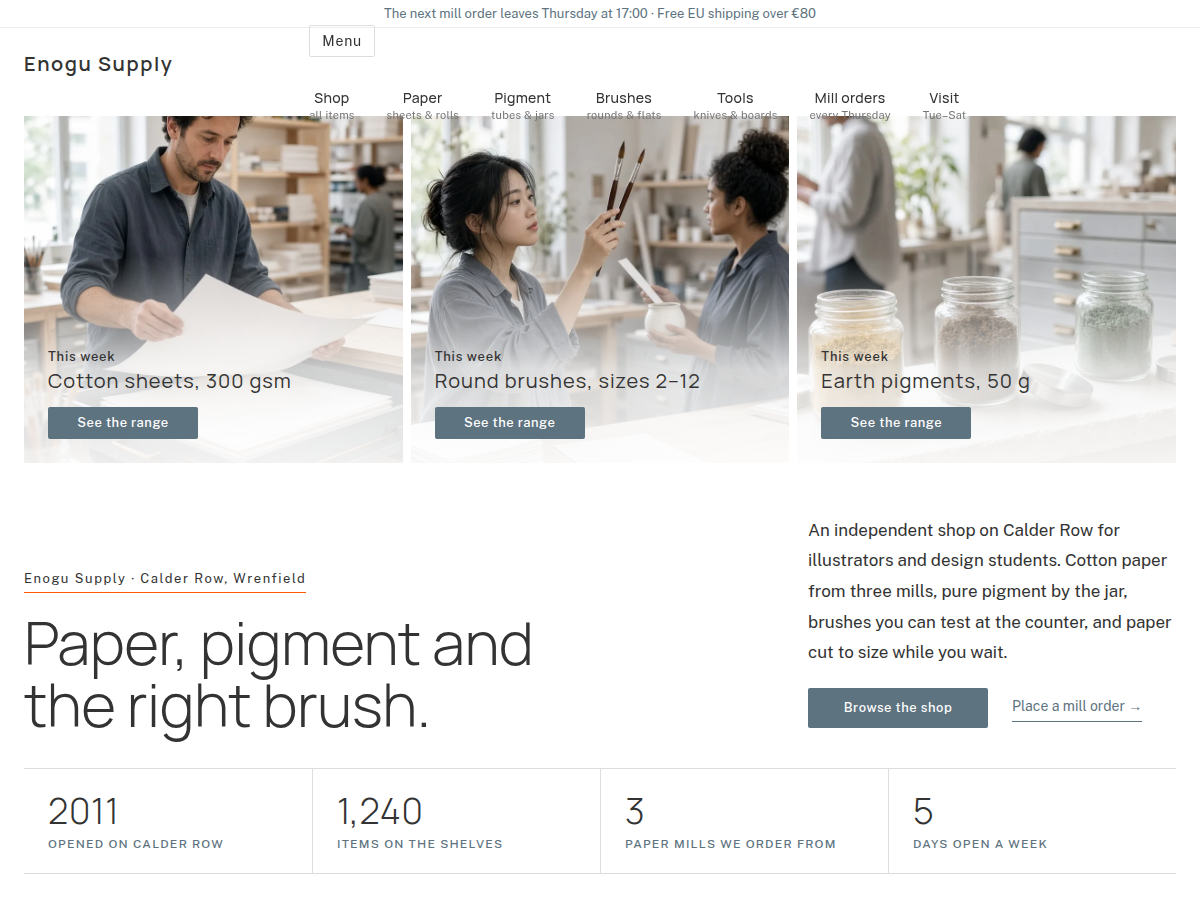 The next mill order leaves Thursday at 17:00 · Free EU shipping over €80
Menu
Enogu Supply
Shop
all items
Paper
sheets & rolls
Pigment
tubes & jars
Brushes
rounds & flats
Tools
knives & boards
Mill orders
every Thursday
Visit
Tue–Sat
This week
Cotton sheets, 300 gsm
See the range
This week
Round brushes, sizes 2–12
See the range
This week
Earth pigments, 50 g
See the range
Enogu Supply · Calder Row, Wrenfield
Paper, pigment and
the right brush.
An independent shop on Calder Row for
illustrators and design students. Cotton paper
from three mills, pure pigment by the jar,
brushes you can test at the counter, and paper
cut to size while you wait.
Browse the shop
Place a mill order →
2011
OPENED ON CALDER ROW
1,240
ITEMS ON THE SHELVES
3
PAPER MILLS WE ORDER FROM
5
DAYS OPEN A WEEK